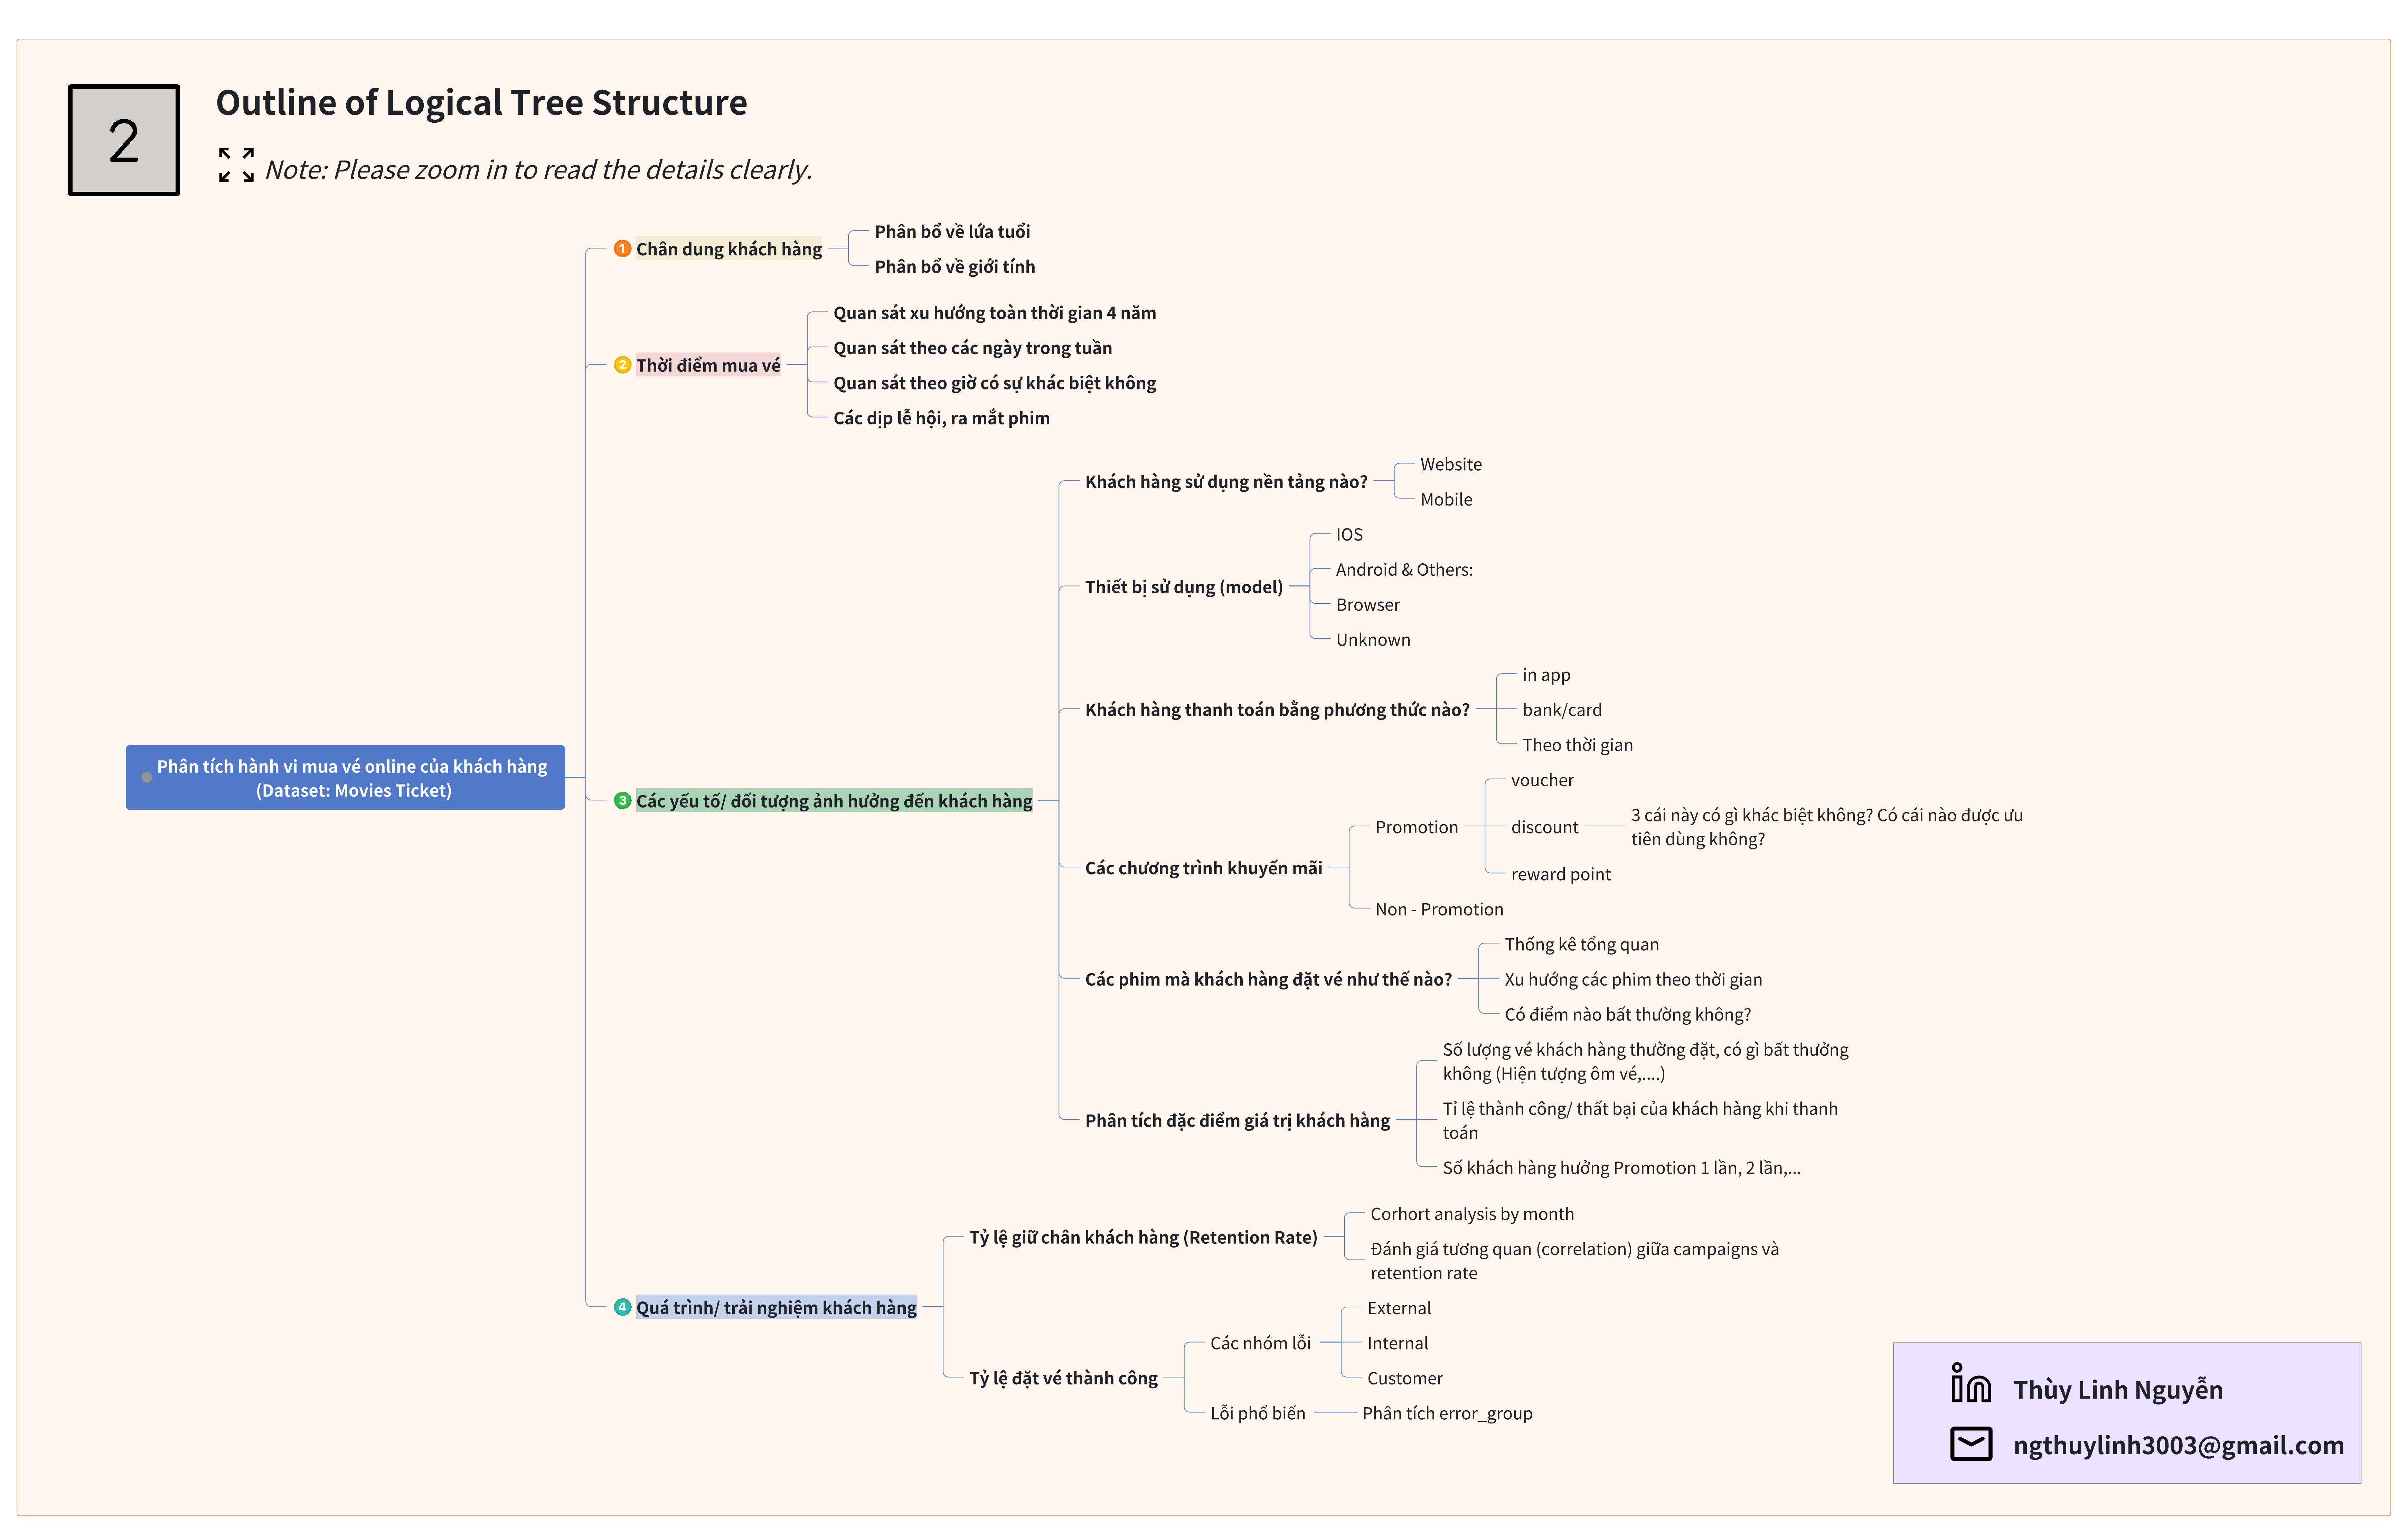 2
Outline of Logical Tree Structure
Note: Please zoom in to read the details clearly.
Phân tích hành vi mua vé online của khách hàng
(Dataset: Movies Ticket)
1 Chân dung khách hàng
Phân bổ về lứa tuổi
Phân bổ về giới tính
2 Thời điểm mua vé
Quan sát xu hướng toàn thời gian 4 năm
Quan sát theo các ngày trong tuần
Quan sát theo giờ có sự khác biệt không
Các dịp lễ hội, ra mắt phim
3 Các yếu tố/ đối tượng ảnh hưởng đến khách hàng
Khách hàng sử dụng nền tảng nào?
Website
Mobile
Thiết bị sử dụng (model)
IOS
Android & Others:
Browser
Unknown
Khách hàng thanh toán bằng phương thức nào?
in app
bank/card
Theo thời gian
Các chương trình khuyến mãi
Promotion
voucher
discount
3 cái này có gì khác biệt không? Có cái nào được ưu
tiên dùng không?
reward point
Non - Promotion
Các phim mà khách hàng đặt vé như thế nào?
Thống kê tổng quan
Xu hướng các phim theo thời gian
Có điểm nào bất thường không?
Phân tích đặc điểm giá trị khách hàng
Số lượng vé khách hàng thường đặt, có gì bất thưởng
không (Hiện tượng ôm vé,....)
Tỉ lệ thành công/ thất bại của khách hàng khi thanh
toán
Số khách hàng hưởng Promotion 1 lần, 2 lần,...
4 Quá trình/ trải nghiệm khách hàng
Tỷ lệ giữ chân khách hàng (Retention Rate)
Corhort analysis by month
Đánh giá tương quan (correlation) giữa campaigns và
retention rate
Tỷ lệ đặt vé thành công
Các nhóm lỗi
External
Internal
Customer
Lỗi phổ biến
Phân tích error_group
Thùy Linh Nguyễn
ngthuylinh3003@gmail.com